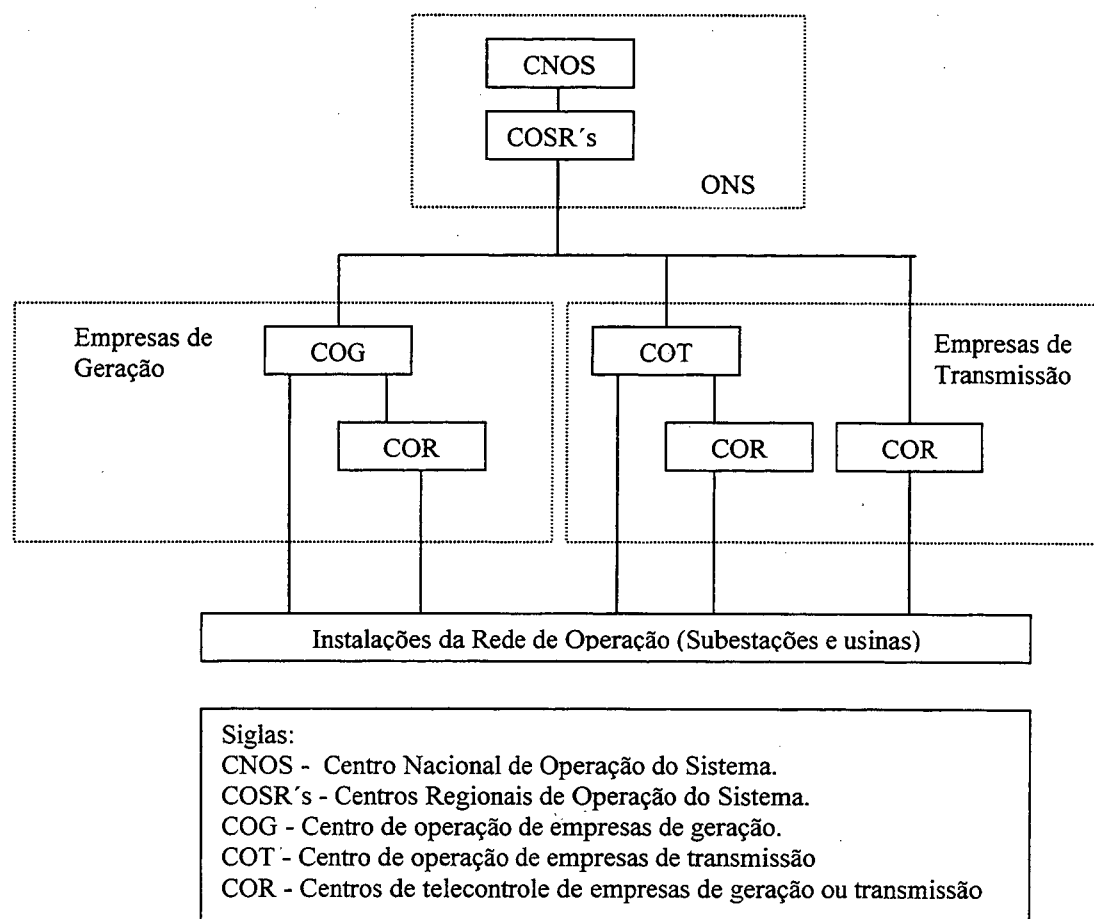 CNOS
COSR´s
ONS
Empresas de
Geração
COG
COR
COT
COR
COR
Empresas de
Transmissão
Instalações da Rede de Operação (Subestações e usinas)
Siglas:
CNOS - Centro Nacional de Operação do Sistema.
COSR´s - Centros Regionais de Operação do Sistema.
COG - Centro de operação de empresas de geração.
COT - Centro de operação de empresas de transmissão
COR - Centros de telecontrole de empresas de geração ou transmissão